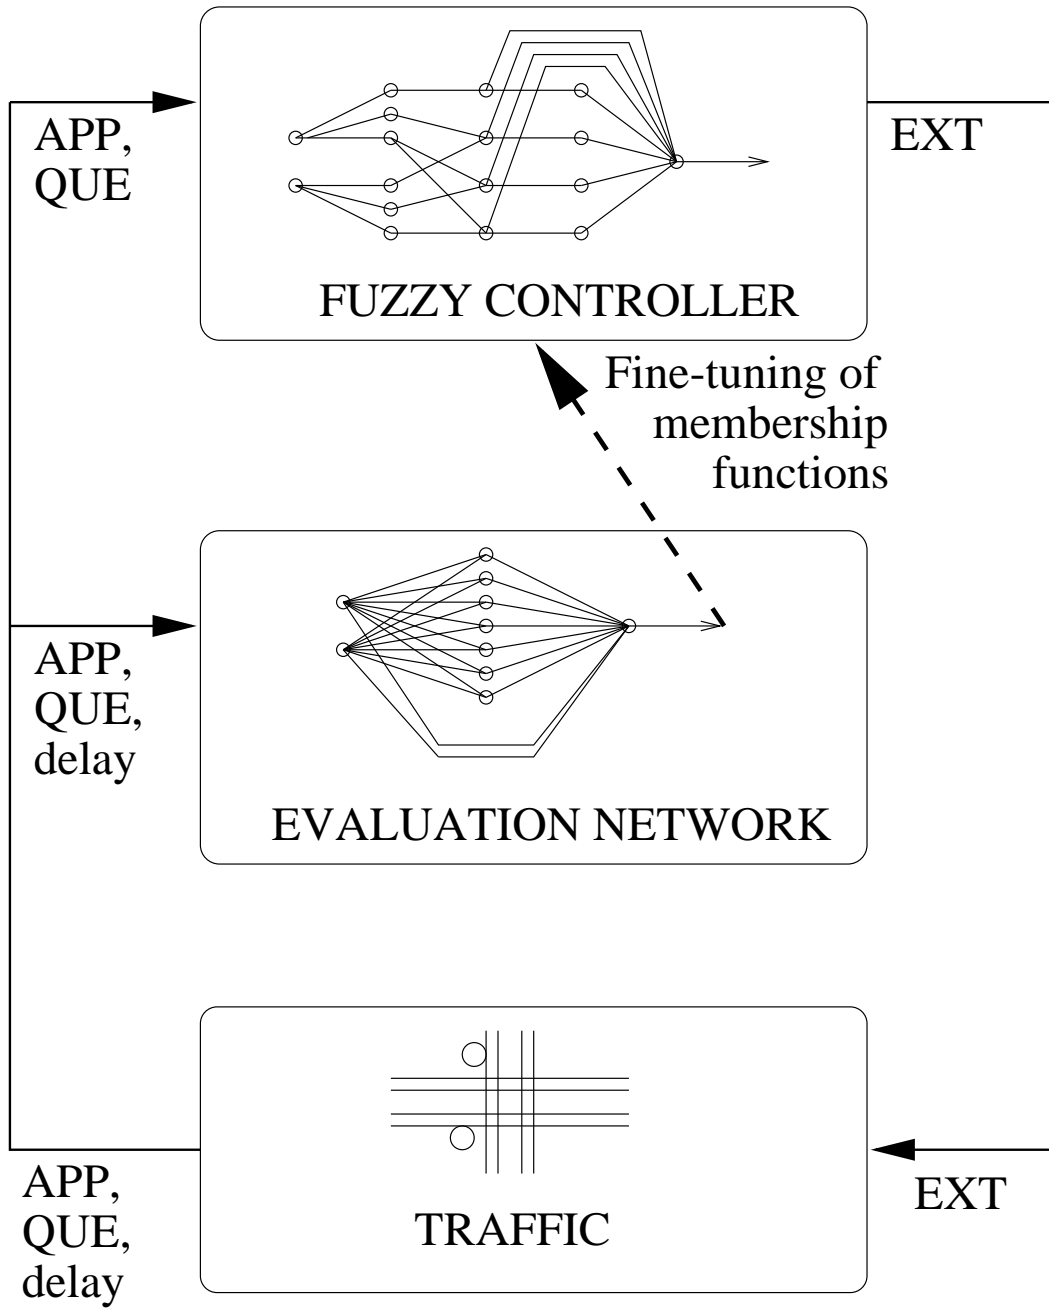 APP,
QUE
EXT
FUZZY CONTROLLER
Fine-tuning of
membership
functions
APP,
QUE,
delay
EVALUATION NETWORK
APP,
QUE,
delay
TRAFFIC
EXT